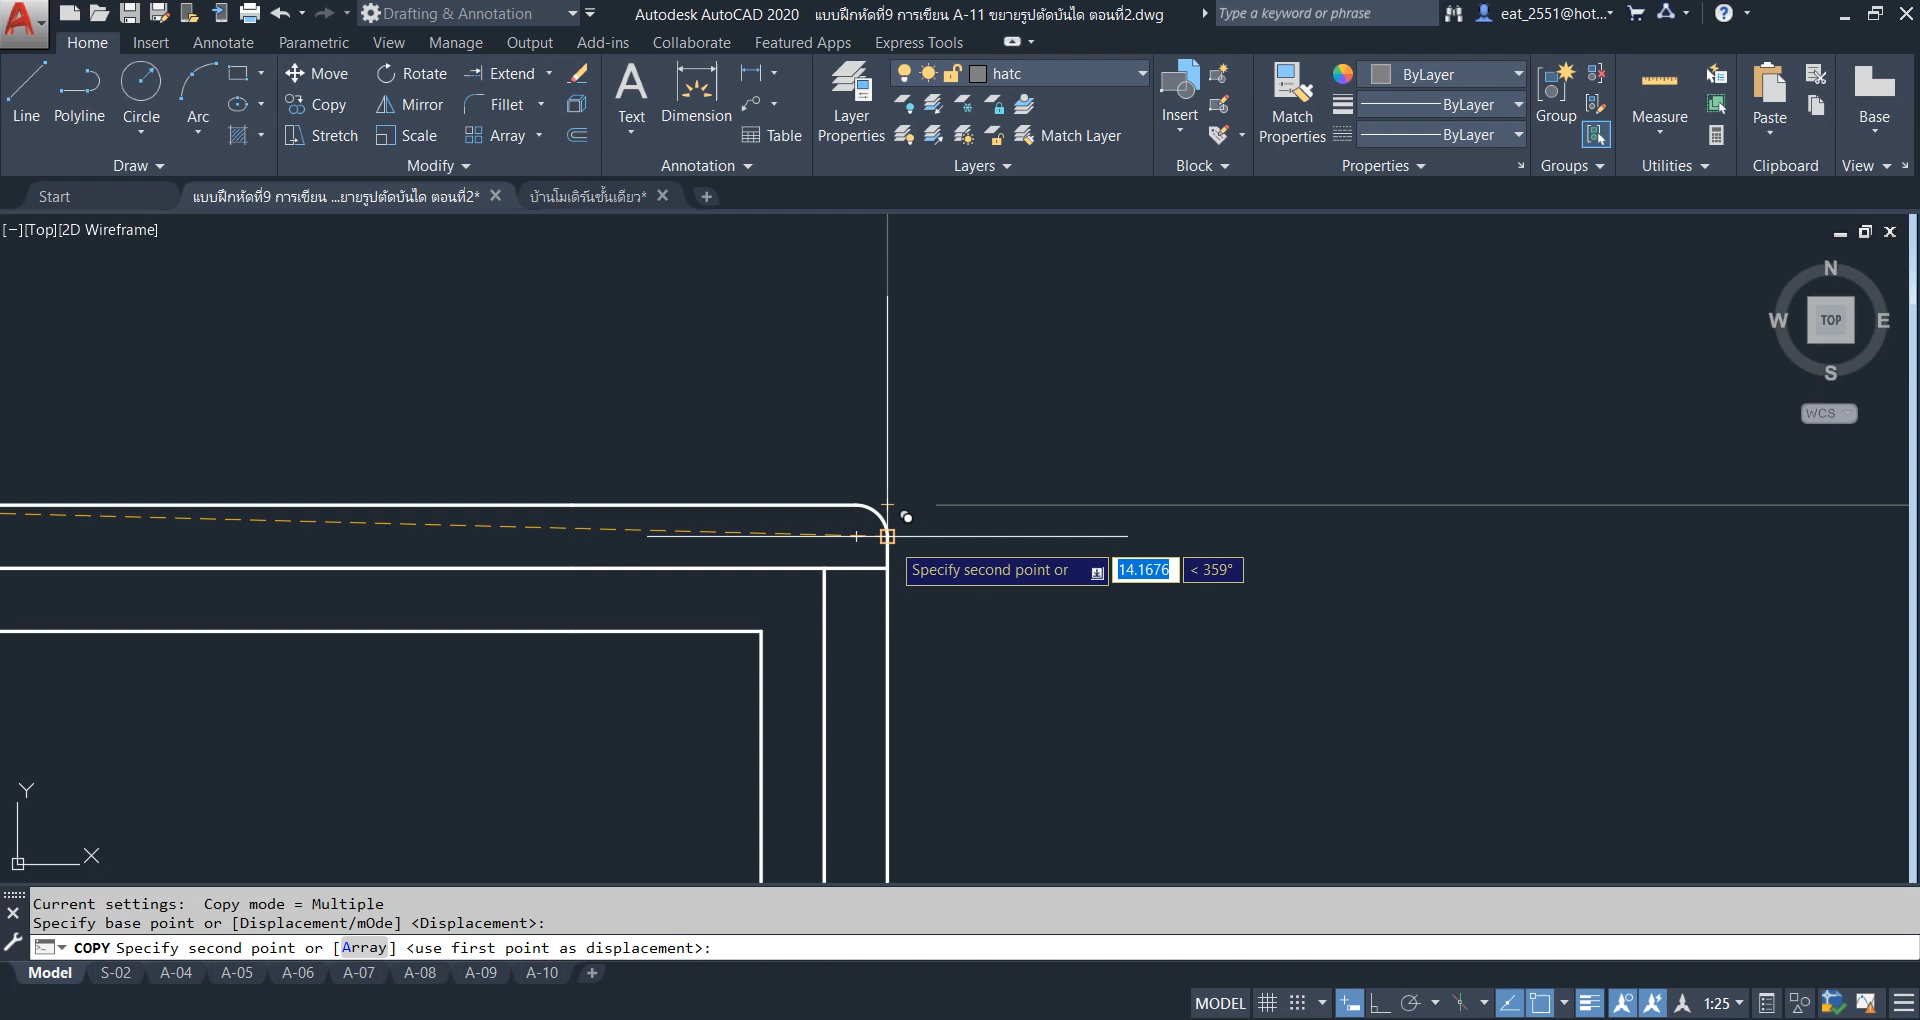 Drafting & Annotation
Autodesk AutoCAD 2020 แบบฝึกหัดที่9 การเขียน A-11 ขยายรูปตัดบันได ตอนที่2.dwg
Type a keyword or phrase
eat_2551@hot...
Home Insert Annotate Parametric View Manage Output Add-ins Collaborate Featured Apps Express Tools
Line Polyline Circle Arc
Move Rotate Extend
Copy Mirror Fillet
Stretch Scale Array
Text Dimension Table
Layer Properties
hatc
Match Layer
Insert
Match Properties
ByLayer
ByLayer
ByLayer
Group
Measure
Paste
Base
Draw Modify Annotation Layers Block Properties Groups Utilities Clipboard View
Start แบบฝึกหัดที่9 การเขียน ...ยายรูปตัดบันได ตอนที่2* บ้านโมเดิร์นชั้นเดียว*
[−][Top][2D Wireframe]
N
W TOP E
S
WCS
Specify second point or 14.1676 < 359°
Y
X
Current settings: Copy mode = Multiple
Specify base point or [Displacement/mOde] <Displacement>:
COPY Specify second point or [Array] <use first point as displacement>:
Model S-02 A-04 A-05 A-06 A-07 A-08 A-09 A-10
MODEL 1:25